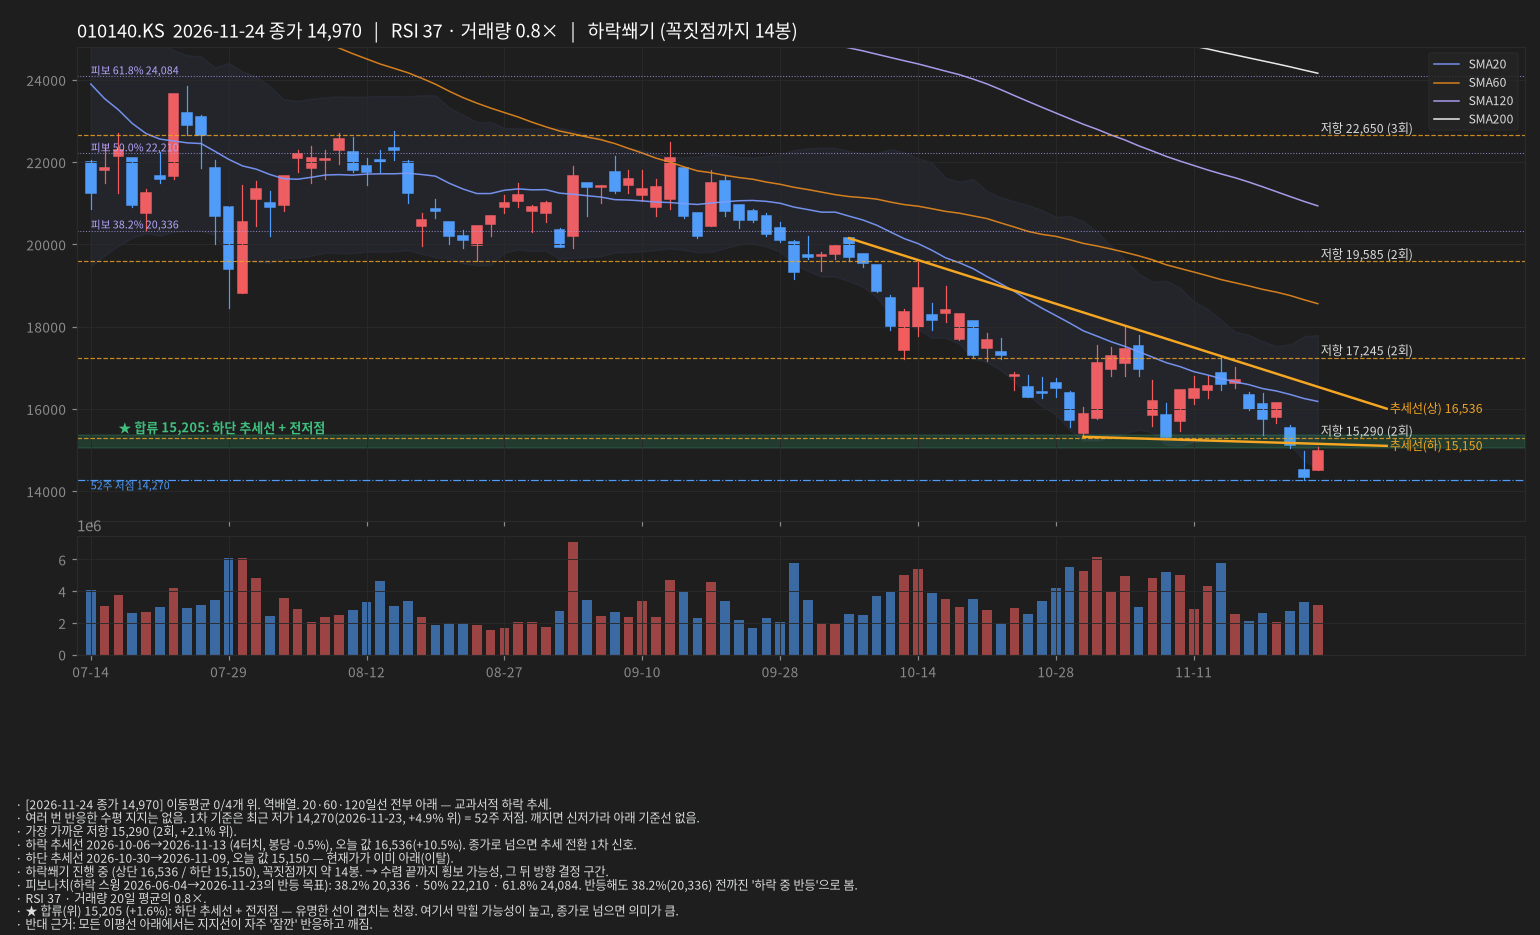 010140.KS 2026-11-24 종가 14,970 | RSI 37 · 거래량 0.8× | 하락쐐기 (꼭짓점까지 14봉)
SMA20
SMA60
SMA120
SMA200
24000
22000
20000
18000
16000
14000
피보 61.8% 24,084
피보 50.0% 22,210
피보 38.2% 20,336
저항 22,650 (3회)
저항 19,585 (2회)
저항 17,245 (2회)
추세선(상) 16,536
★ 합류 15,205: 하단 추세선 + 전저점
저항 15,290 (2회)
추세선(하) 15,150
52주 저점 14,270
1e6
6
4
2
0
07-14
07-29
08-12
08-27
09-10
09-28
10-14
10-28
11-11
· [2026-11-24 종가 14,970] 이동평균 0/4개 위. 역배열. 20·60·120일선 전부 아래 — 교과서적 하락 추세.
· 여러 번 반응한 수평 지지는 없음. 1차 기준은 최근 저가 14,270(2026-11-23, +4.9% 위) = 52주 저점. 깨지면 신저가라 아래 기준선 없음.
· 가장 가까운 저항 15,290 (2회, +2.1% 위).
· 하락 추세선 2026-10-06→2026-11-13 (4터치, 봉당 -0.5%), 오늘 값 16,536(+10.5%). 종가로 넘으면 추세 전환 1차 신호.
· 하단 추세선 2026-10-30→2026-11-09, 오늘 값 15,150 — 현재가가 이미 아래(이탈).
· 하락쐐기 진행 중 (상단 16,536 / 하단 15,150), 꼭짓점까지 약 14봉. → 수렴 끝까지 횡보 가능성, 그 뒤 방향 결정 구간.
· 피보나치(하락 스윙 2026-06-04→2026-11-23의 반등 목표): 38.2% 20,336 · 50% 22,210 · 61.8% 24,084. 반등해도 38.2%(20,336) 전까진 '하락 중 반등'으로 봄.
· RSI 37 · 거래량 20일 평균의 0.8×.
· ★ 합류(위) 15,205 (+1.6%): 하단 추세선 + 전저점 — 유명한 선이 겹치는 천장. 여기서 막힐 가능성이 높고, 종가로 넘으면 의미가 큼.
· 반대 근거: 모든 이평선 아래에서는 지지선이 자주 '잠깐' 반응하고 깨짐.